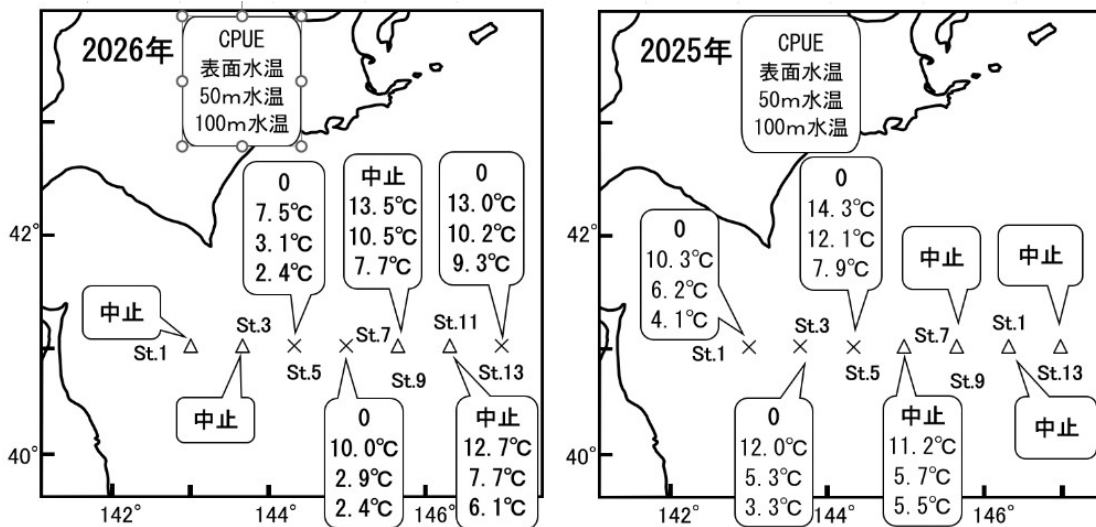 2026年
CPUE
表面水温
50m水温
100m水温
0
7.5℃
3.1℃
2.4℃
中止
13.5℃
10.5℃
7.7℃
0
13.0℃
10.2℃
9.3℃
42°
中止
St.1
St.3
St.5
St.7
St.9
St.11
St.13
中止
0
10.0℃
2.9℃
2.4℃
中止
12.7℃
7.7℃
6.1℃
40°
142°
144°
146°
2025年
CPUE
表面水温
50m水温
100m水温
0
10.3℃
6.2℃
4.1℃
0
14.3℃
12.1℃
7.9℃
中止
中止
42°
St.1
St.3
St.5
St.7
St.9
St.1
St.13
0
12.0℃
5.3℃
3.3℃
中止
11.2℃
5.7℃
5.5℃
中止
40°
142°
144°
146°